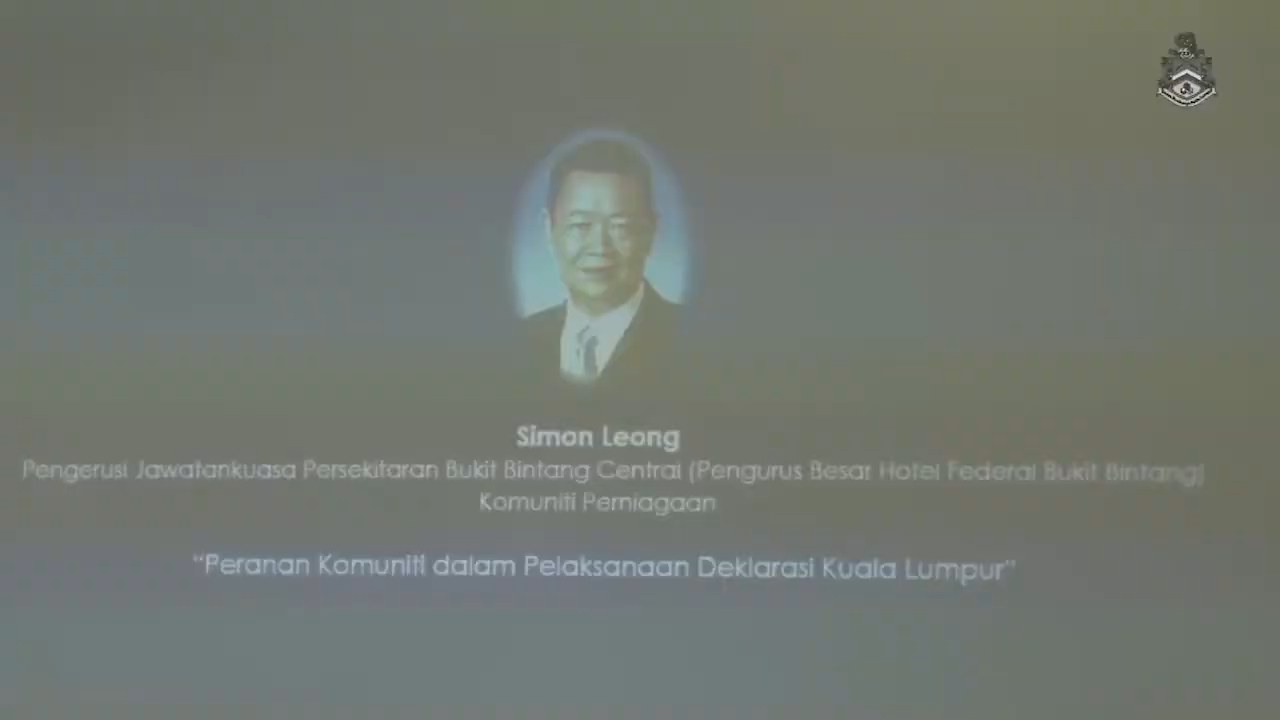 Simon Leong
Pengerusi Jawatankuasa Persekitaran Bukit Bintang Central (Pengurus Besar Hotel Federal Bukit Bintang)
Komuniti Perniagaan
“Peranan Komuniti dalam Pelaksanaan Deklarasi Kuala Lumpur”